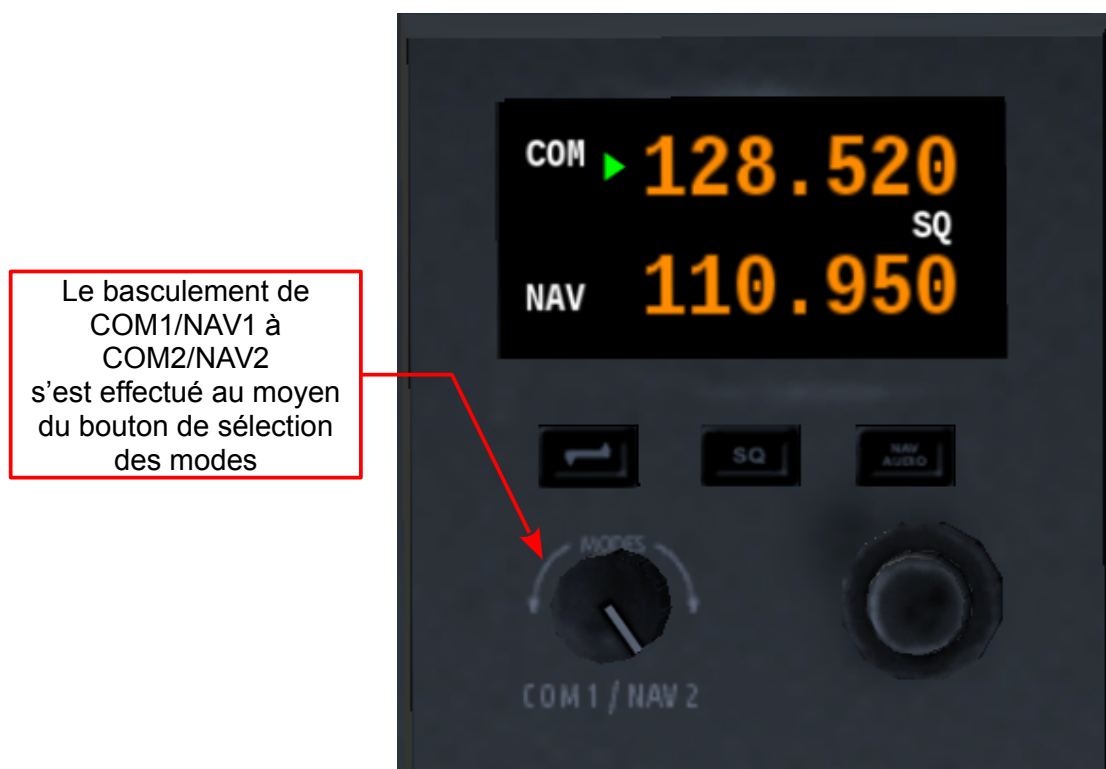 COM 128.520
SQ
NAV 110.950
Le basculement de
COM1/NAV1 à
COM2/NAV2
s’est effectué au moyen
du bouton de sélection
des modes
SQ
NAV
AUDIO
MODES
COM 1 / NAV 2